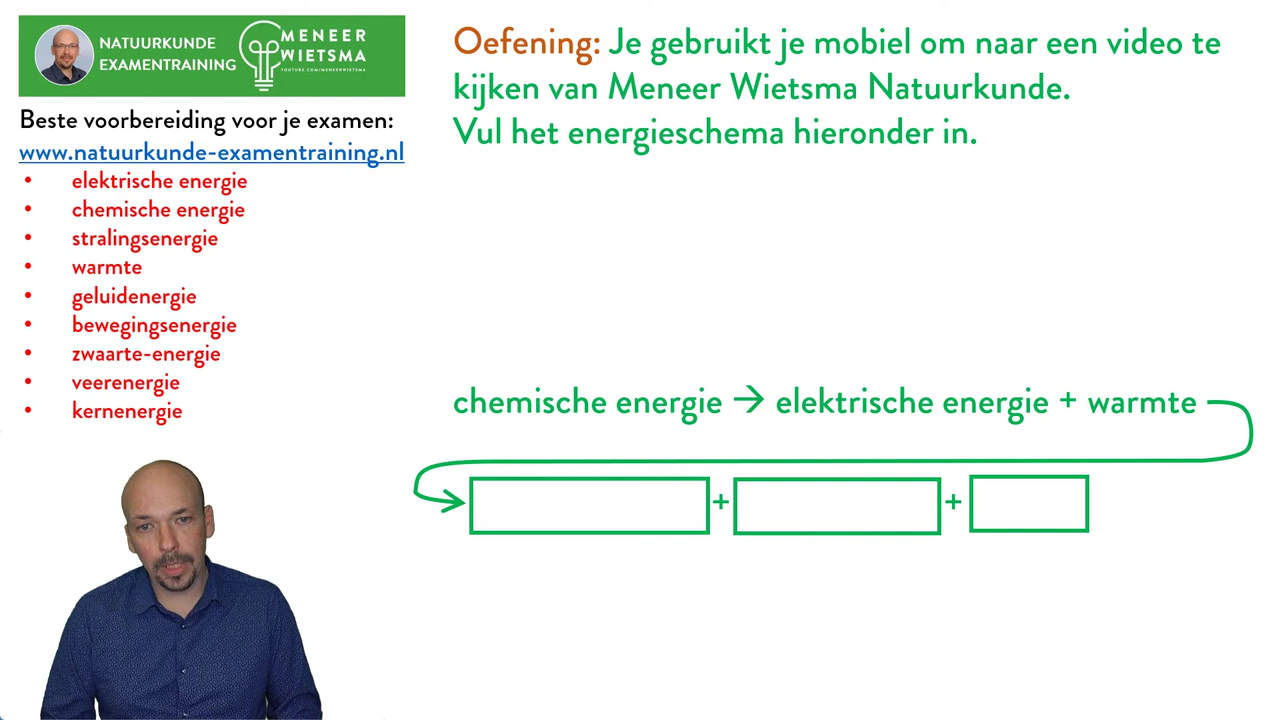 NATUURKUNDE
EXAMENTRAINING
MENEER
WIETSMA
YOUTUBE.COM/MENEERWIETSMA
Beste voorbereiding voor je examen:
www.natuurkunde-examentraining.nl
• elektrische energie
• chemische energie
• stralingsenergie
• warmte
• geluidenergie
• bewegingsenergie
• zwaarte-energie
• veerenergie
• kernenergie
Oefening: Je gebruikt je mobiel om naar een video te
kijken van Meneer Wietsma Natuurkunde.
Vul het energieschema hieronder in.
chemische energie → elektrische energie + warmte
+ +